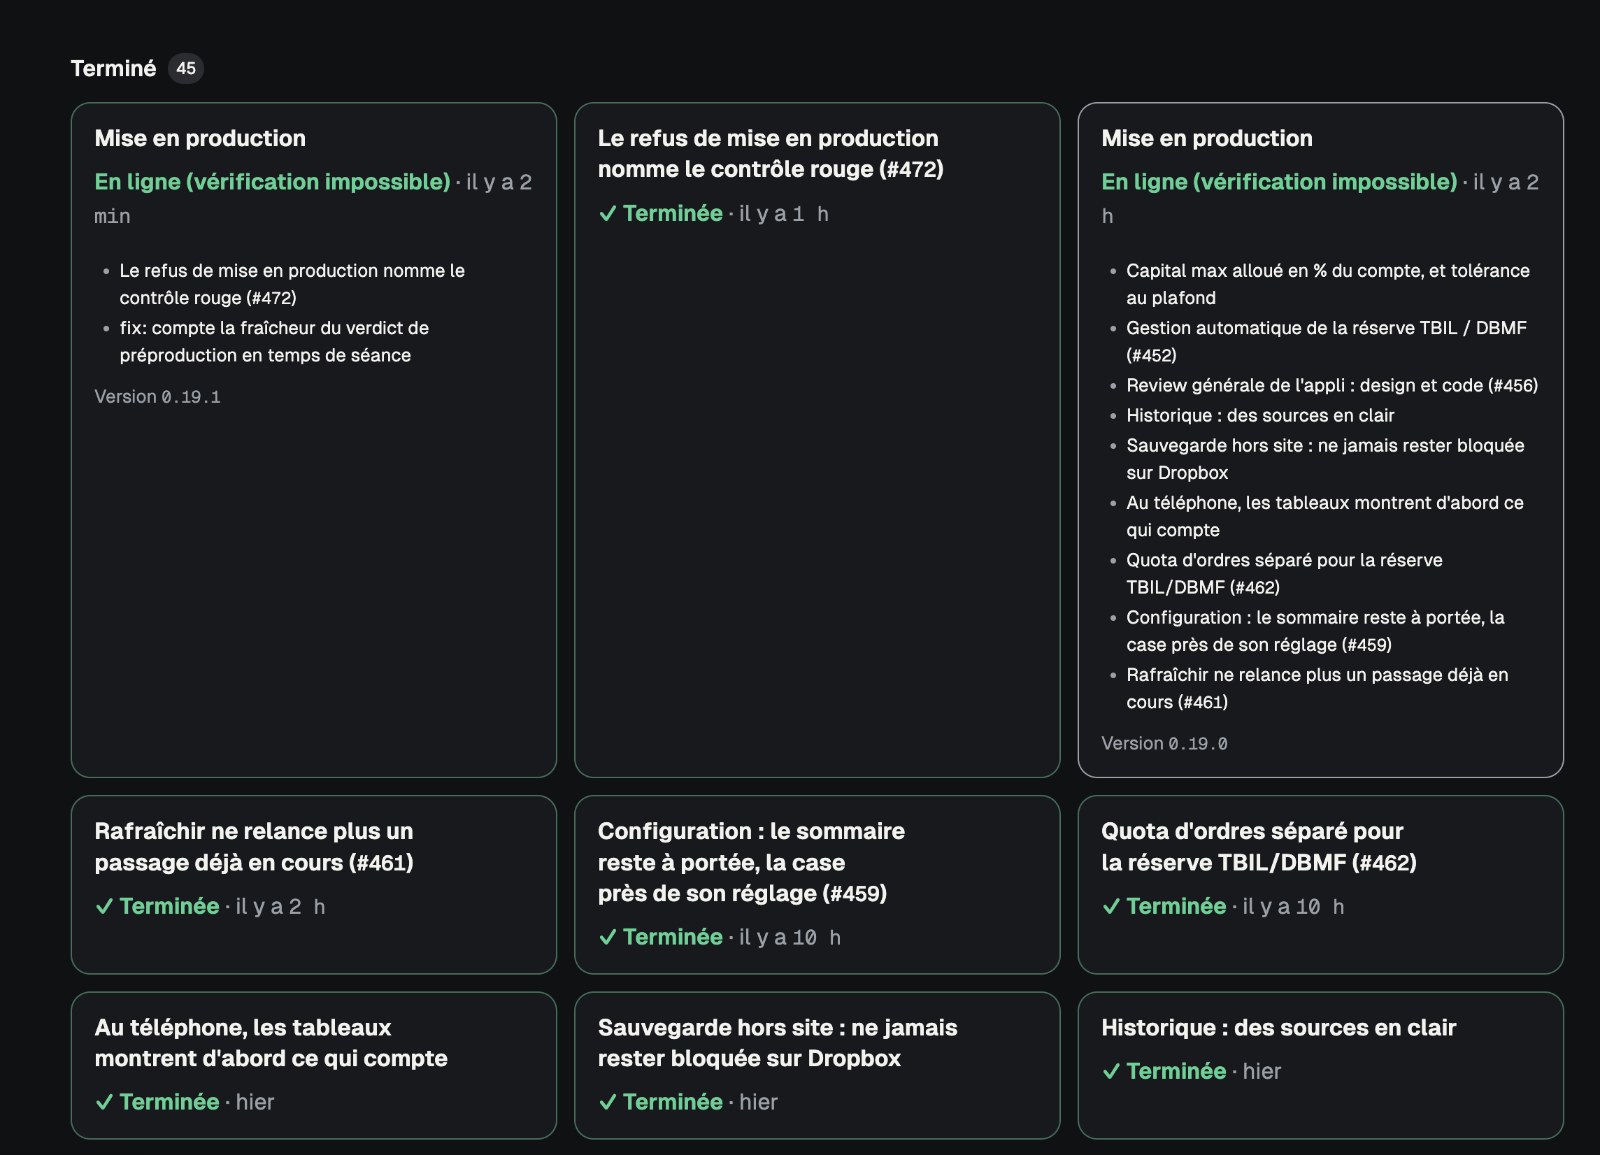 Terminé 45
Mise en production
En ligne (vérification impossible) · il y a 2
min
• Le refus de mise en production nomme le
contrôle rouge (#472)
• fix: compte la fraîcheur du verdict de
préproduction en temps de séance
Version 0.19.1
Le refus de mise en production
nomme le contrôle rouge (#472)
✓ Terminée · il y a 1 h
Mise en production
En ligne (vérification impossible) · il y a 2
h
• Capital max alloué en % du compte, et tolérance
au plafond
• Gestion automatique de la réserve TBIL / DBMF
(#452)
• Review générale de l'appli : design et code (#456)
• Historique : des sources en clair
• Sauvegarde hors site : ne jamais rester bloquée
sur Dropbox
• Au téléphone, les tableaux montrent d'abord ce
qui compte
• Quota d'ordres séparé pour la réserve
TBIL/DBMF (#462)
• Configuration : le sommaire reste à portée, la
case près de son réglage (#459)
• Rafraîchir ne relance plus un passage déjà en
cours (#461)
Version 0.19.0
Rafraîchir ne relance plus un
passage déjà en cours (#461)
✓ Terminée · il y a 2 h
Configuration : le sommaire
reste à portée, la case
près de son réglage (#459)
✓ Terminée · il y a 10 h
Quota d'ordres séparé pour
la réserve TBIL/DBMF (#462)
✓ Terminée · il y a 10 h
Au téléphone, les tableaux
montrent d'abord ce qui compte
✓ Terminée · hier
Sauvegarde hors site : ne jamais
rester bloquée sur Dropbox
✓ Terminée · hier
Historique : des sources en clair
✓ Terminée · hier